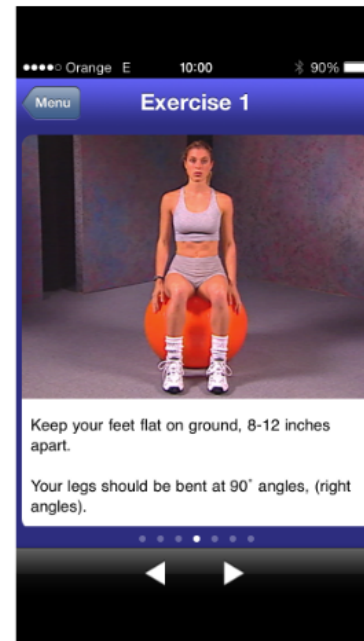 Orange E 10:00 90%
Menu Exercise 1
Keep your feet flat on ground, 8-12 inches
apart.
Your legs should be bent at 90° angles, (right
angles).